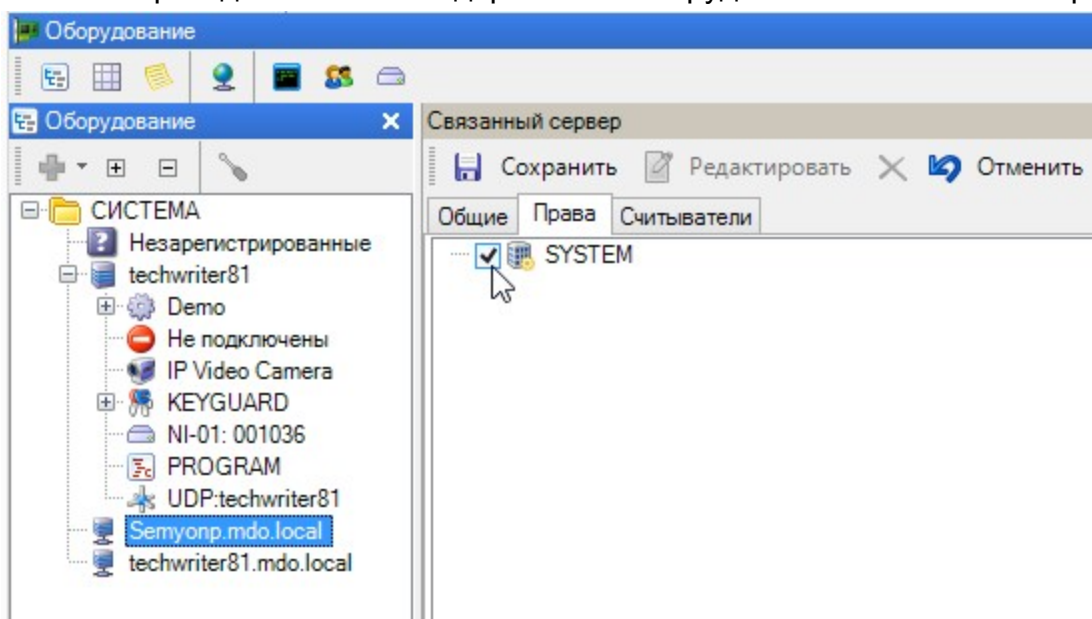 Оборудование
Оборудование
Связанный сервер
Сохранить Редактировать Отменить
Общие Права Считыватели
СИСТЕМА
Незарегистрированные
techwriter81
Demo
Не подключены
IP Video Camera
KEYGUARD
NI-01: 001036
PROGRAM
UDP:techwriter81
Semyonp.mdo.local
techwriter81.mdo.local
SYSTEM